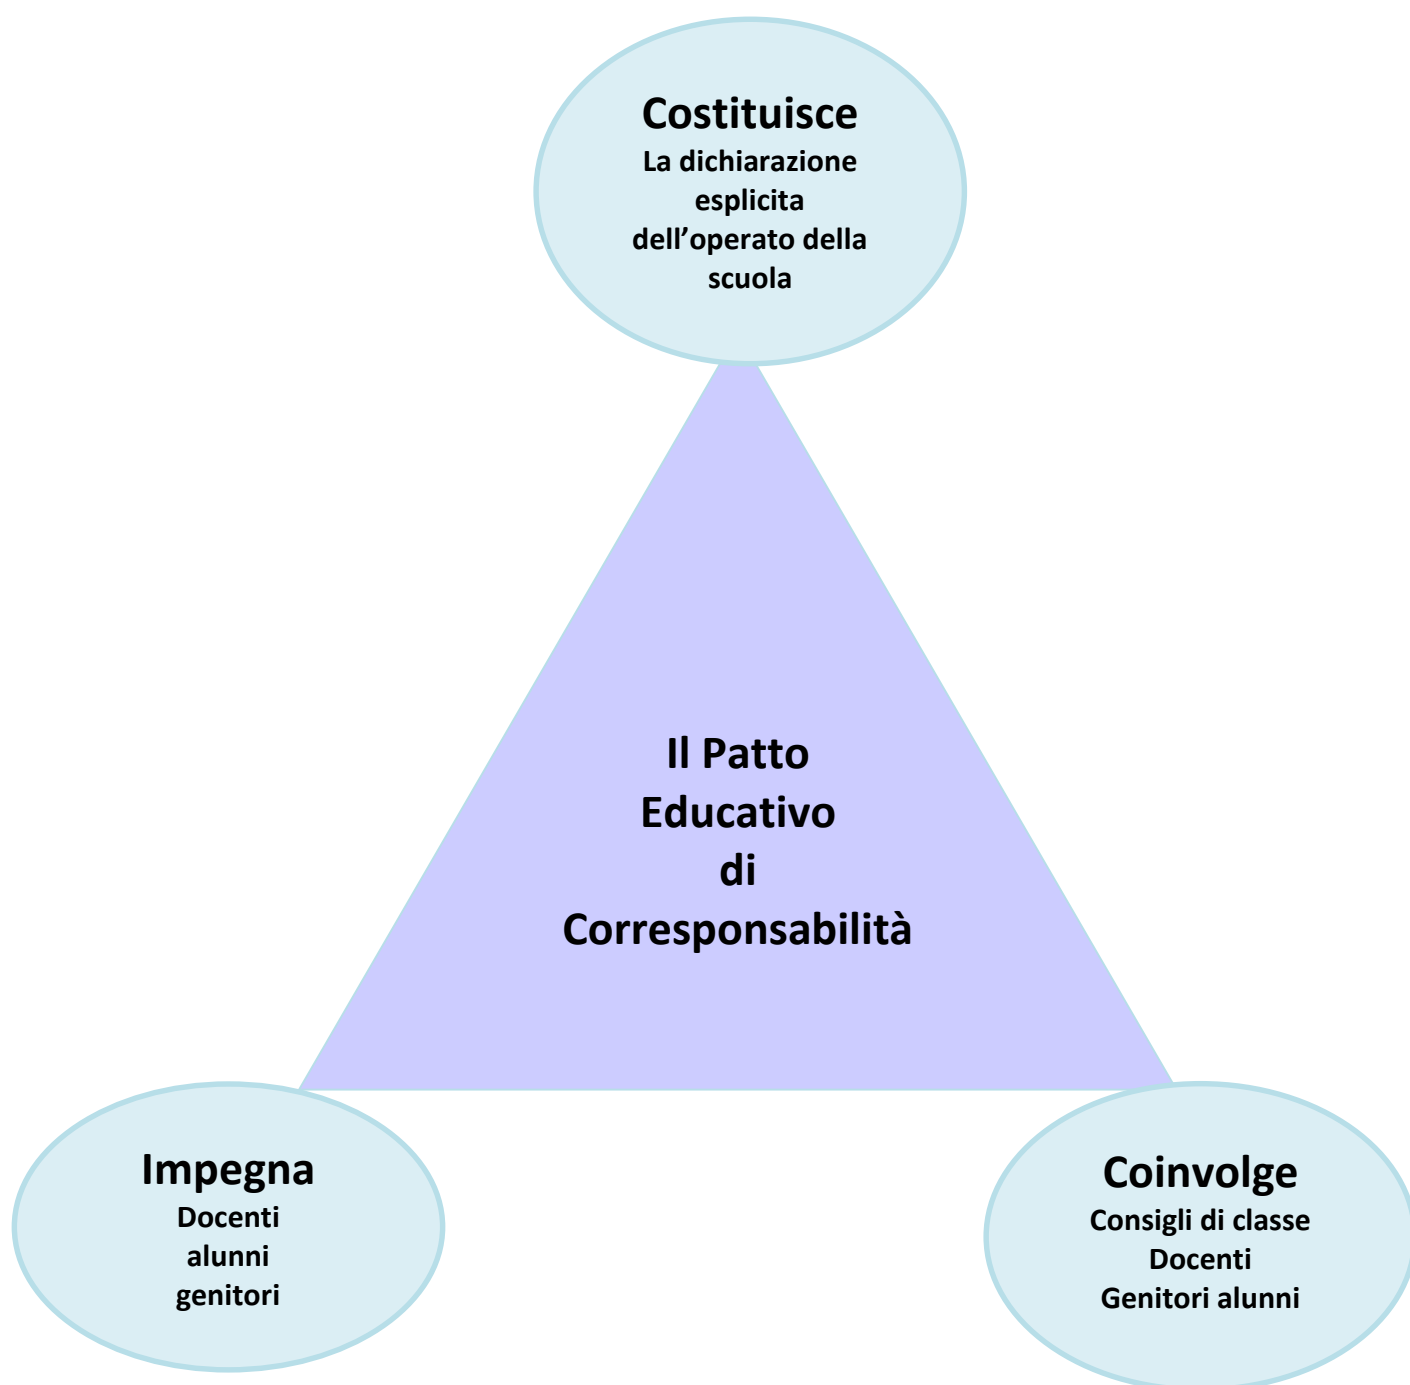 Costituisce
La dichiarazione
esplicita
dell’operato della
scuola
Il Patto
Educativo
di
Corresponsabilità
Impegna
Docenti
alunni
genitori
Coinvolge
Consigli di classe
Docenti
Genitori alunni